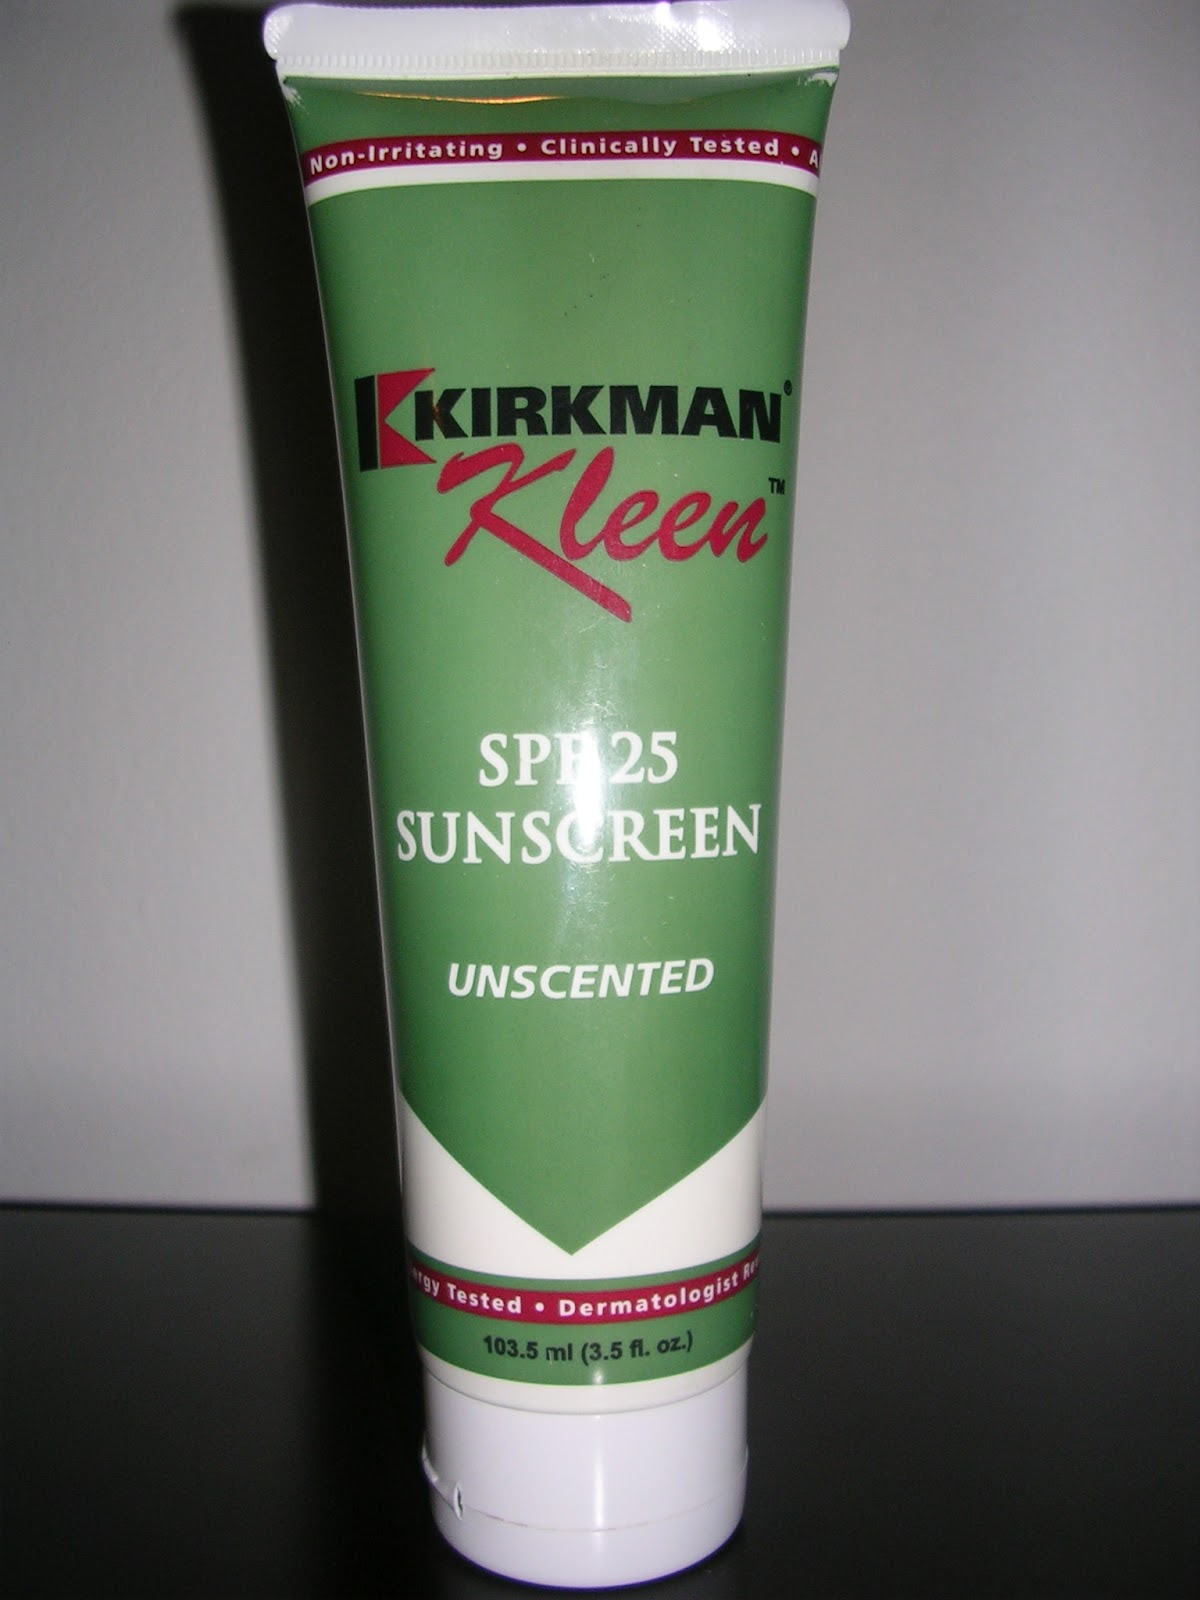 Non-Irritating • Clinically Tested •
KIRKMAN®
Kleen™
SPF 25
SUNSCREEN
UNSCENTED
Tested • Dermatologist
103.5 ml (3.5 fl. oz.)